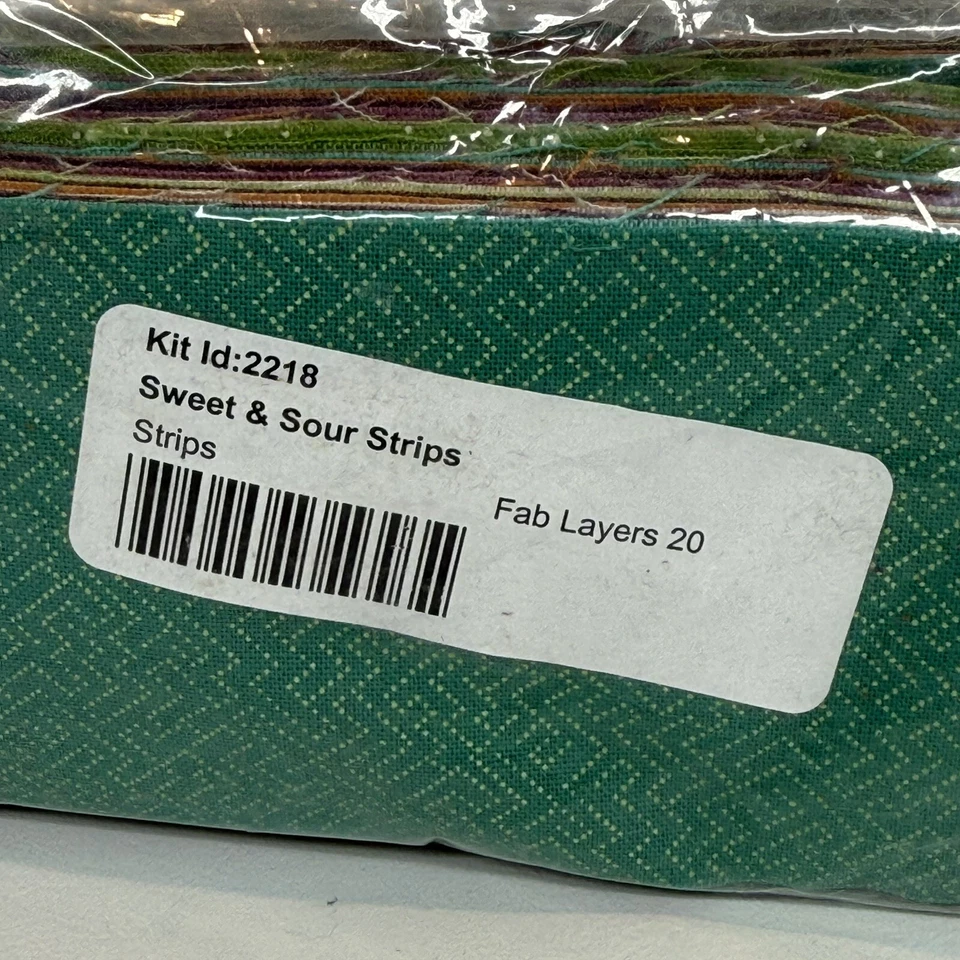 Kit Id:2218
Sweet & Sour Strips
Strips
Fab Layers 20